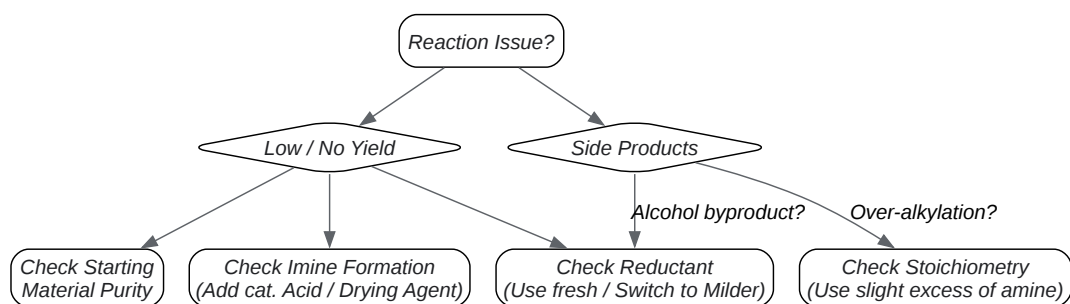 Reaction Issue?
Low / No Yield
Side Products
Alcohol byproduct?
Over-alkylation?
Check Starting
Material Purity
Check Imine Formation
(Add cat. Acid / Drying Agent)
Check Reductant
(Use fresh / Switch to Milder)
Check Stoichiometry
(Use slight excess of amine)